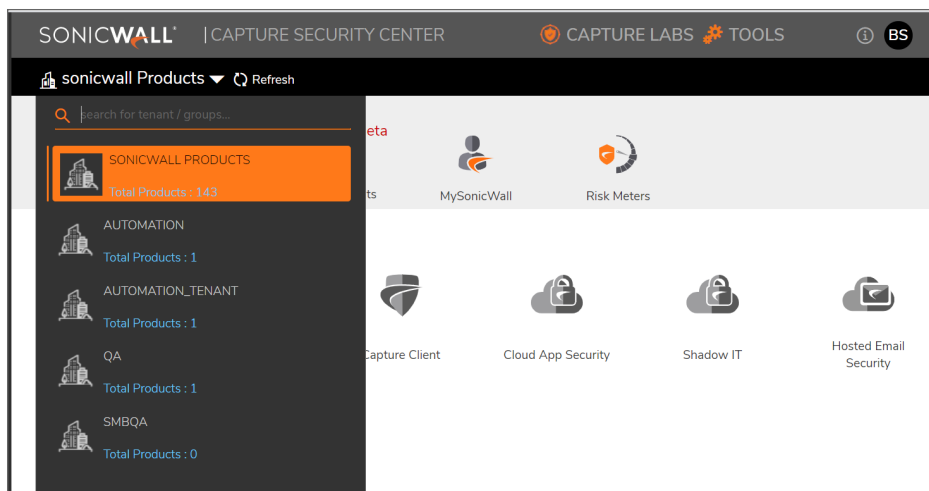 SONICWALL | CAPTURE SECURITY CENTER
CAPTURE LABS
TOOLS
BS
sonicwall Products
Refresh
search for tenant / groups...
SONICWALL PRODUCTS
Total Products : 143
AUTOMATION
Total Products : 1
AUTOMATION_TENANT
Total Products : 1
QA
Total Products : 1
SMBQA
Total Products : 0
eta
ts
MySonicWall
Risk Meters
Capture Client
Cloud App Security
Shadow IT
Hosted Email
Security